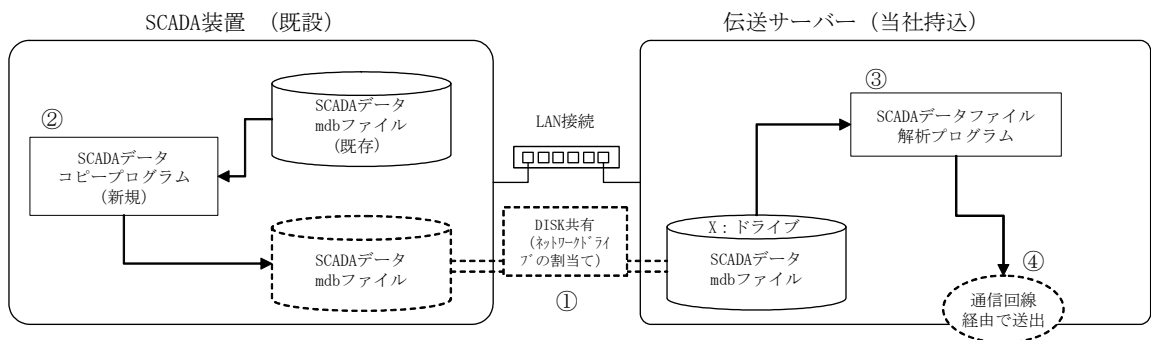 SCADA装置 (既設)
②
SCADAデータ
コピープログラム
(新規)
SCADAデータ
mdbファイル
(既存)
SCADAデータ
mdbファイル
LAN接続
DISK共有
(ネットワークドライ
ブの割当て)
①
伝送サーバー (当社持込)
③
SCADAデータファイル
解析プログラム
X:ドライブ
SCADAデータ
mdbファイル
④
通信回線
経由で送出